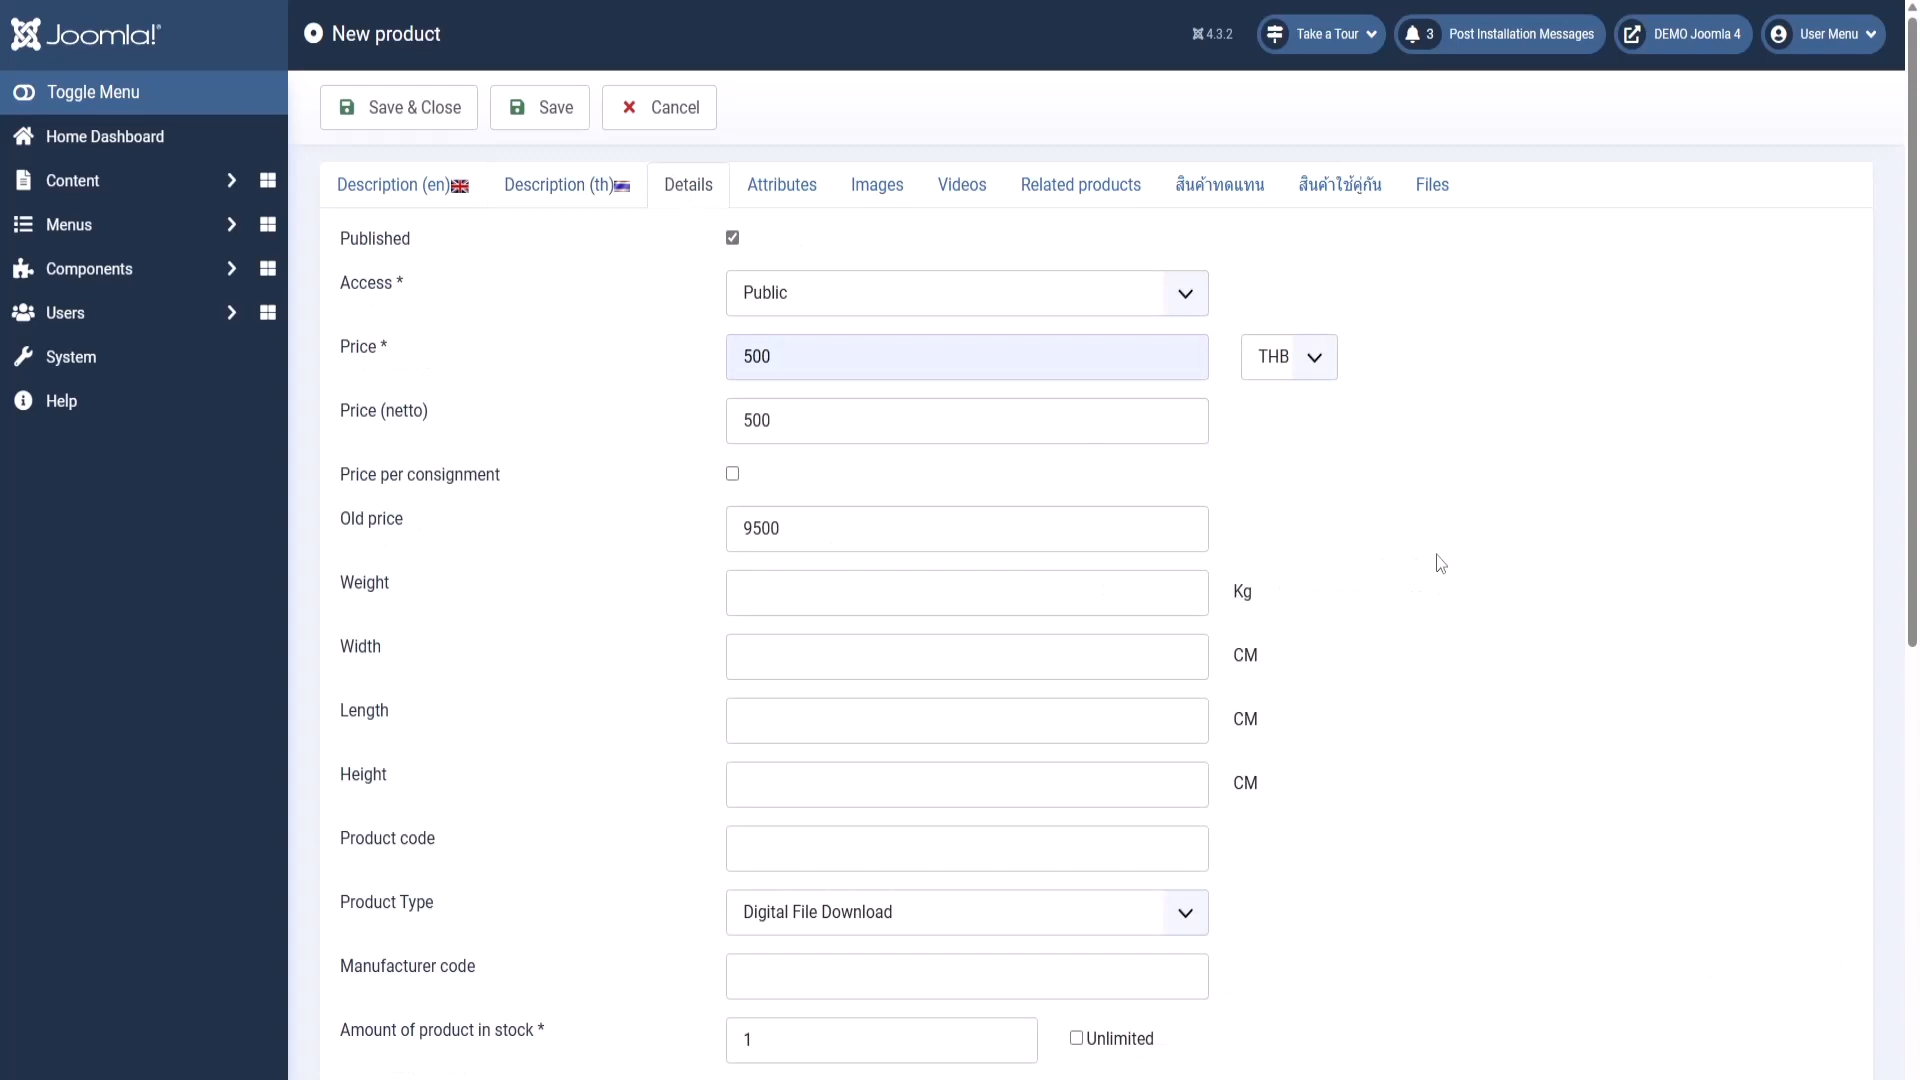 Joomla!®
New product
4.3.2
Take a Tour
3
Post Installation Messages
DEMO Joomla 4
User Menu
Toggle Menu
Home Dashboard
Content
Menus
Components
Users
System
Help
Save & Close
Save
Cancel
Description (en)
Description (th)
Details
Attributes
Images
Videos
Related products
สินค้าทดแทน
สินค้าใช้คู่กัน
Files
Published
Access *
Public
Price *
500
THB
Price (netto)
500
Price per consignment
Old price
9500
Weight
Kg
Width
CM
Length
CM
Height
CM
Product code
Product Type
Digital File Download
Manufacturer code
Amount of product in stock *
1
Unlimited